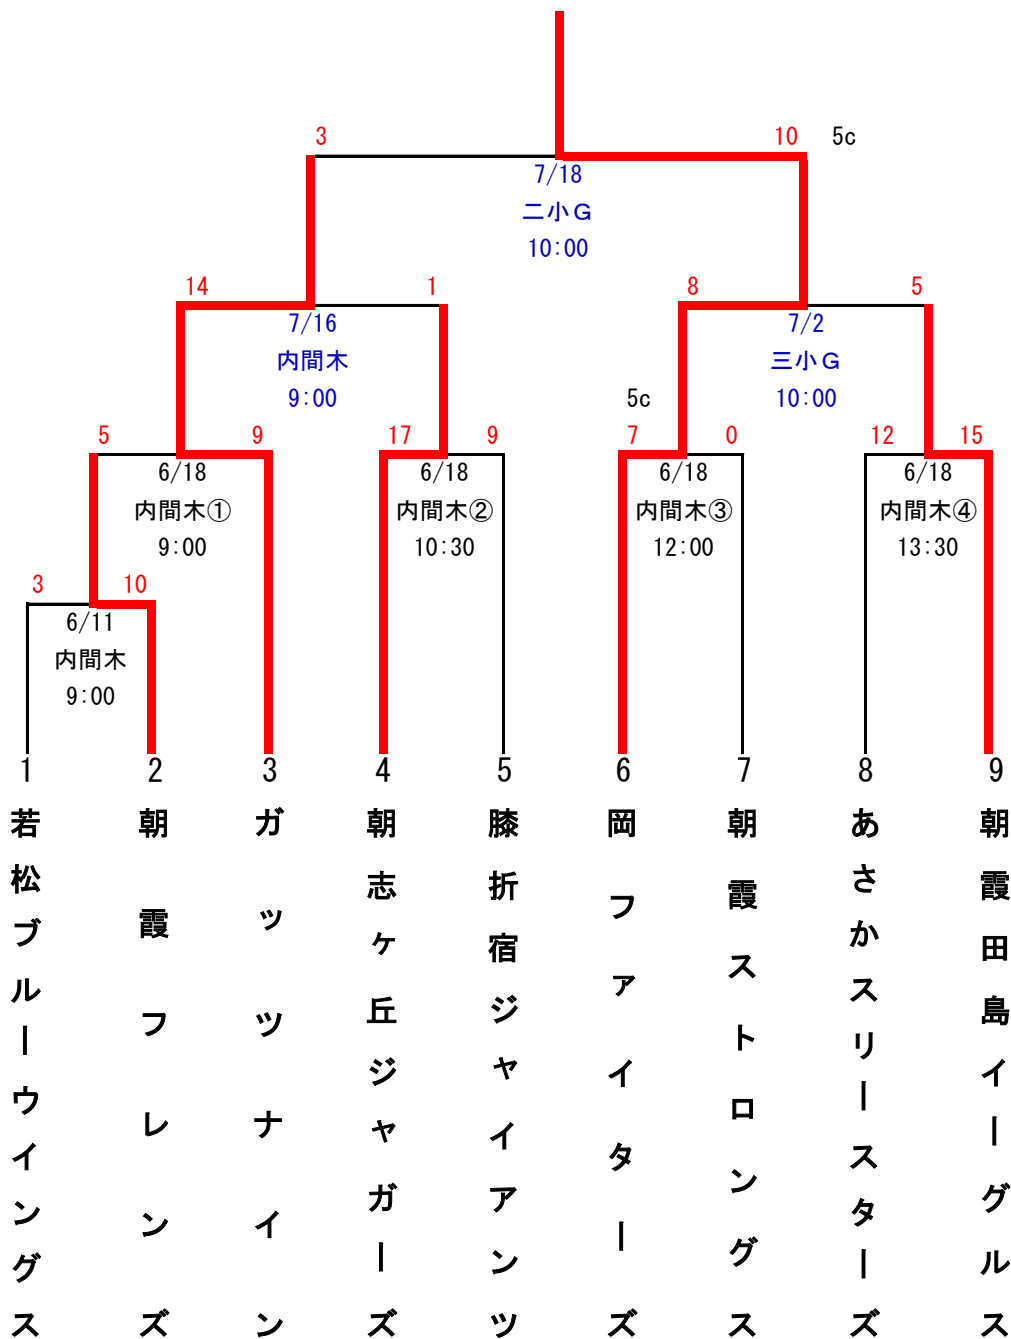 3 10 5c
7/18
二小G
10:00
14 1 8 5
7/16 7/2
内間木 三小G
9:00 5c 10:00
5 9 17 9 7 0 12 15
6/18 6/18 6/18 6/18
内間木① 内間木② 内間木③ 内間木④
9:00 10:30 12:00 13:30
3 10
6/11
内間木
9:00
1 2 3 4 5 6 7 8 9
若松ブルーウイングス
朝霞フレンズ
ガッツナイン
朝志ヶ丘ジャガーズ
膝折宿ジャイアンツ
岡ファイターズ
朝霞ストロングス
あさかスリースターズ
朝霞田島イーグルス